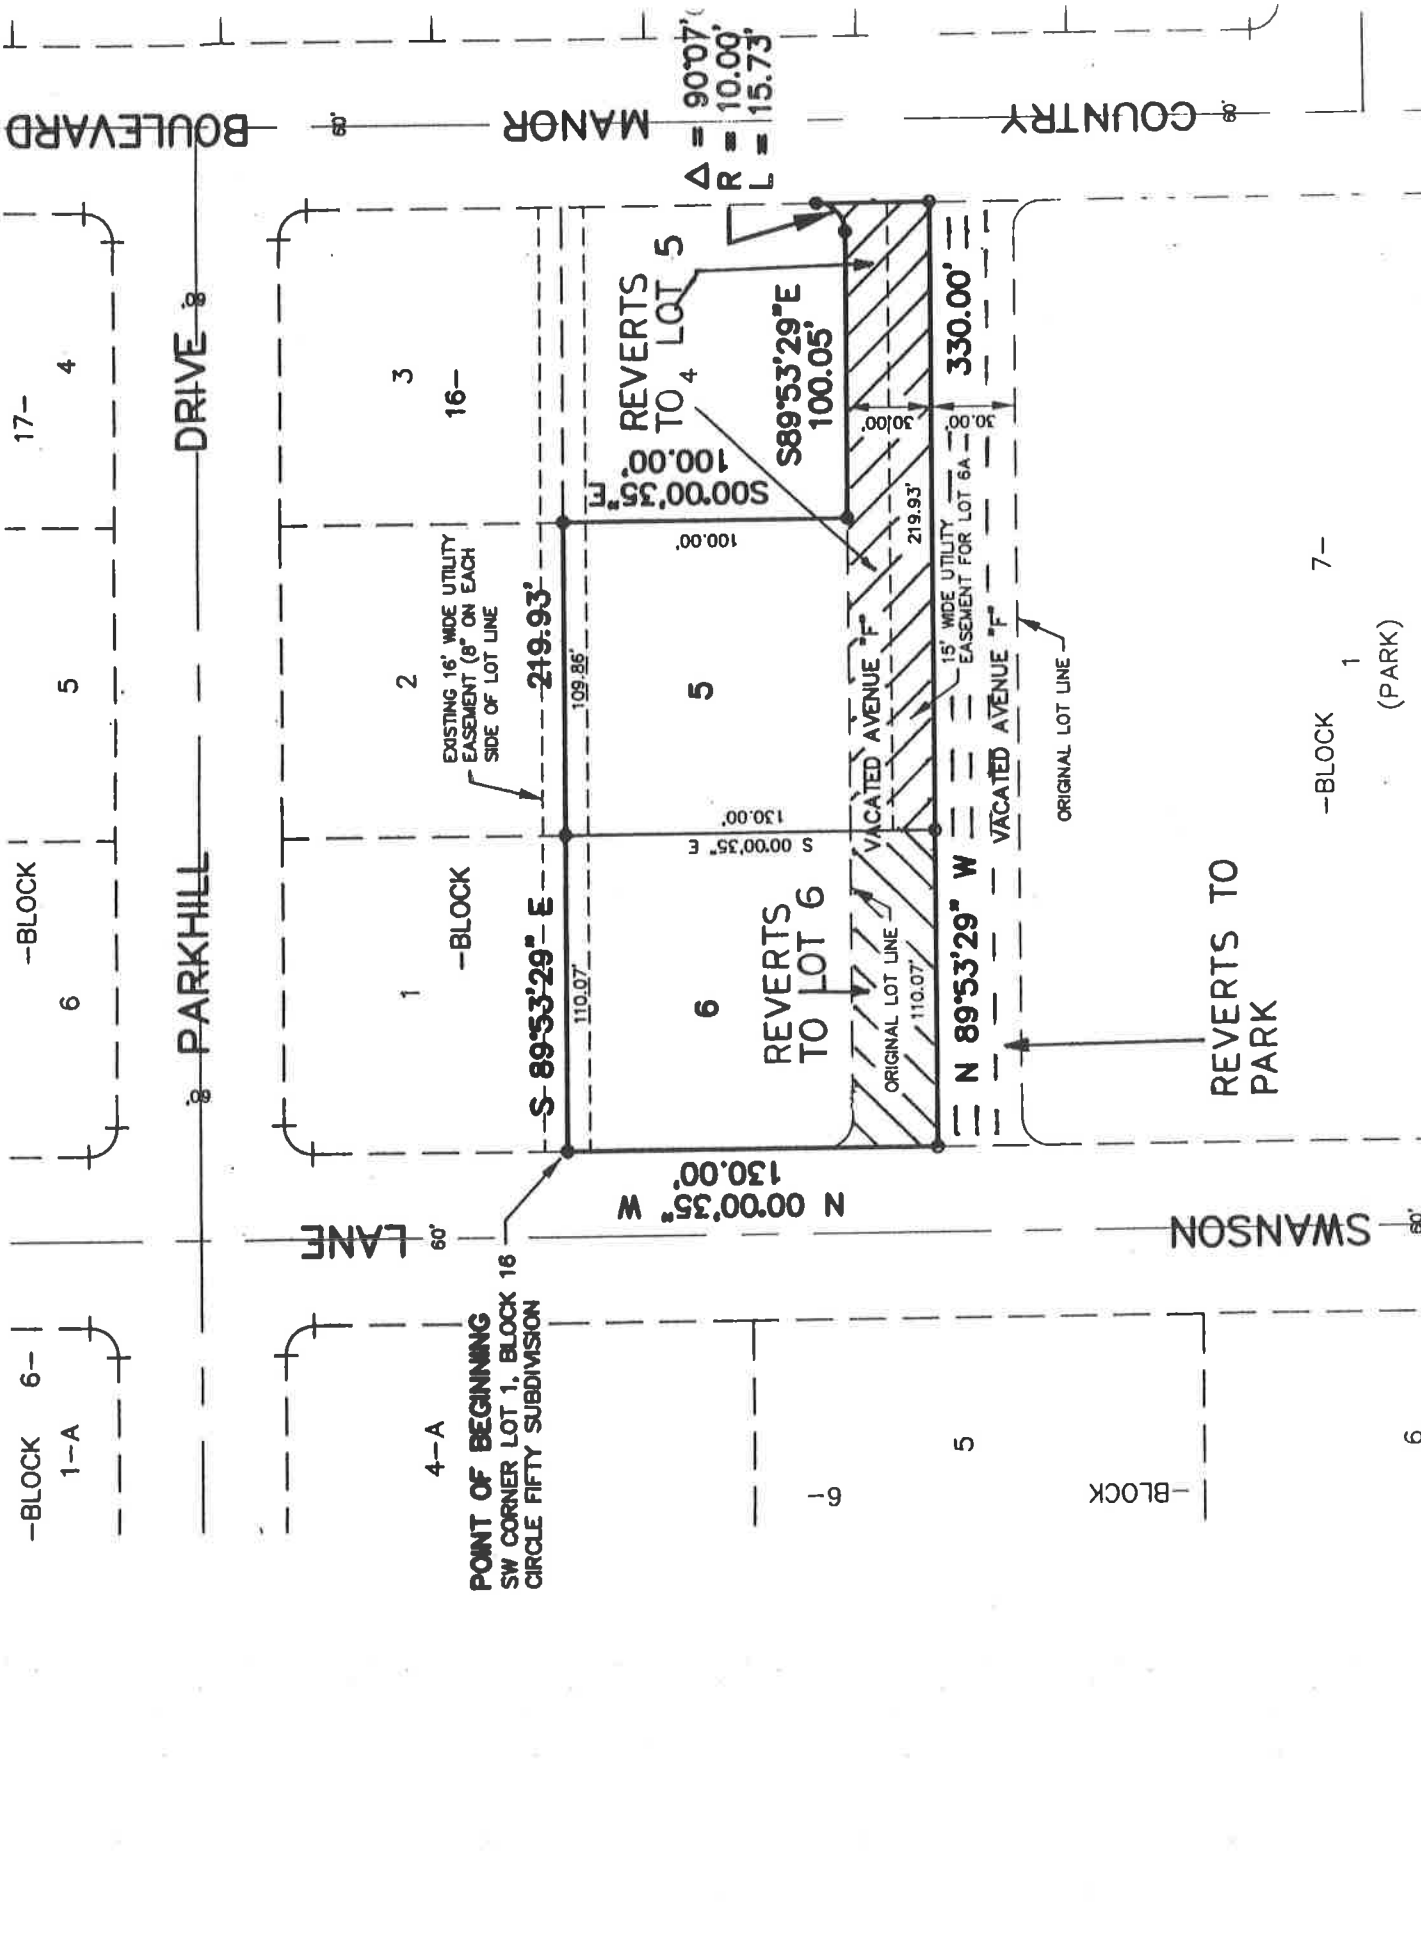 -BLOCK 6-
1-A
4-A
POINT OF BEGINNING
SW CORNER LOT 1, BLOCK 16
CIRCLE FIFTY SUBDIVISION
-6-
5
-BLOCK
6
SWANSON
LANE
60'
60'
PARKHILL
DRIVE
60'
60'
-BLOCK
17-
6
5
4
1
2
3
-BLOCK
16-
EXISTING 16' WIDE UTILITY
EASEMENT (8" ON EACH
SIDE OF LOT LINE
S 89°53'29" E
219.93'
110.07'
109.86'
N 00°00'35" W
130.00'
6
5
4
S 00°00'35" E
130.00'
S00°00'35"E
100.00'
100.00'
S89°53'29"E
100.05'
REVERTS
TO LOT 6
REVERTS
TO LOT 5
Δ = 90°07'
R = 10.00'
L = 15.73'
ORIGINAL LOT LINE
VACATED AVENUE "F"
110.07'
219.93'
30.00'
30.00'
15' WIDE UTILITY
EASEMENT FOR LOT 6A
N 89°53'29" W
330.00'
VACATED AVENUE "F"
ORIGINAL LOT LINE
REVERTS TO
PARK
-BLOCK
7-
1
(PARK)
COUNTRY
MANOR
BOULEVARD
60'
60'